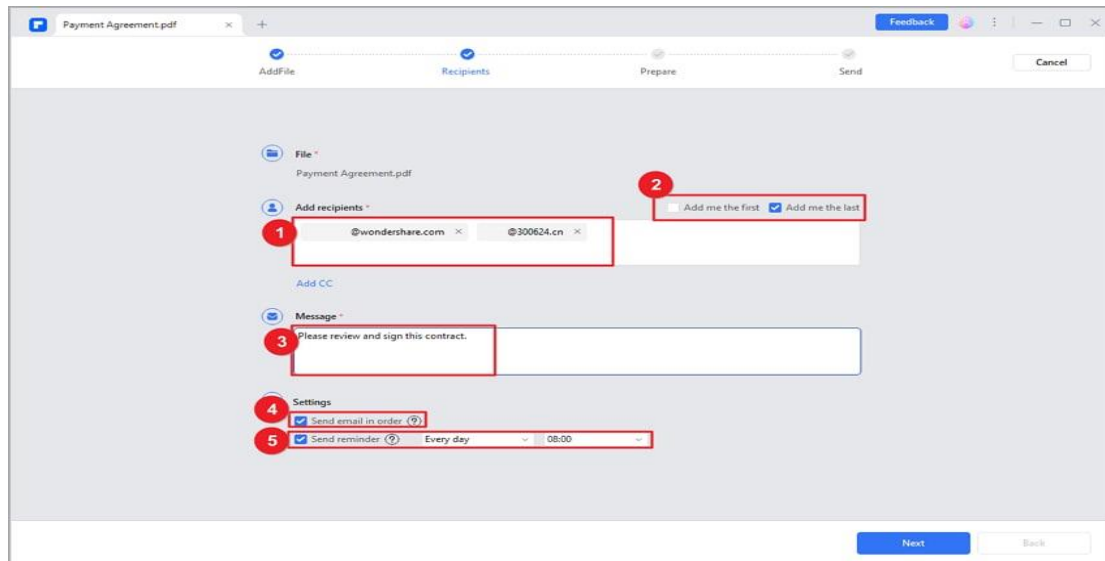 Payment Agreement.pdf × +
Feedback
AddFile Recipients Prepare Send
Cancel
File *
Payment Agreement.pdf
2
Add recipients * Add me the first Add me the last
1 @wondershare.com × @300624.cn ×
Add CC
Message *
3 Please review and sign this contract.
Settings
4 Send email in order ?
5 Send reminder ? Every day 08:00
Next Back